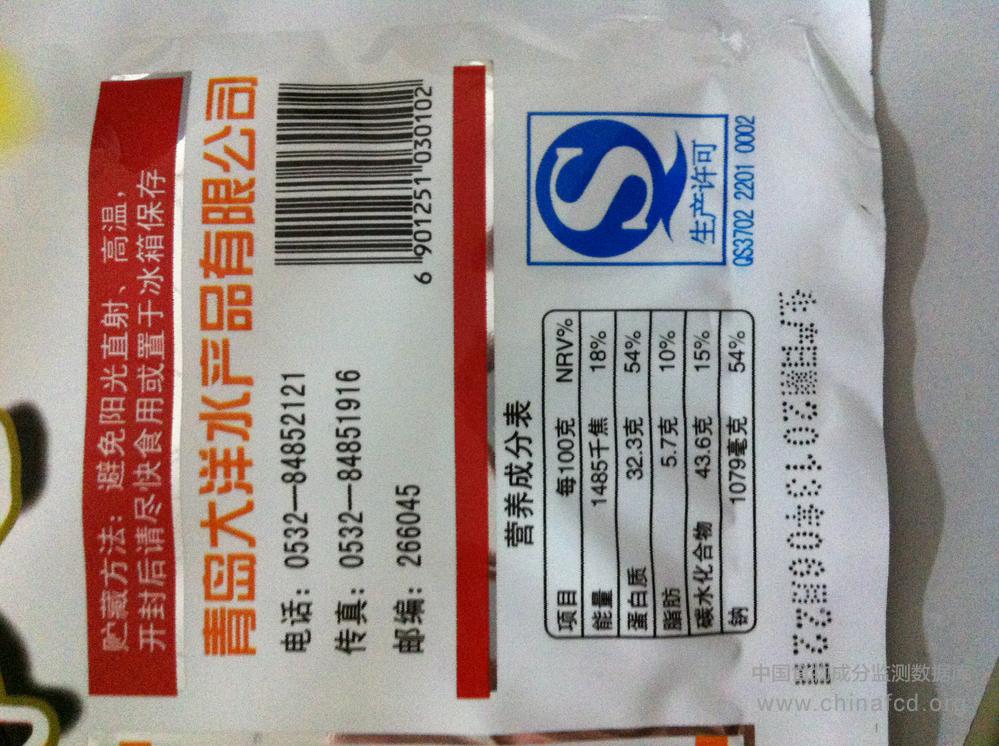 贮藏方法：避免阳光直射、高温，
开封后请尽快食用或置于冰箱保存
青岛大洋水产品有限公司
电话：0532—84852121
传真：0532—84851916
邮编：266045
6 901251 030102
营养成分表
项目 每100克 NRV%
能量 1485千焦 18%
蛋白质 32.3克 54%
脂肪 5.7克 10%
碳水化合物 43.6克 15%
钠 1079毫克 54%
生产许可
QS3702 2201 0002
www.chinafcd.org